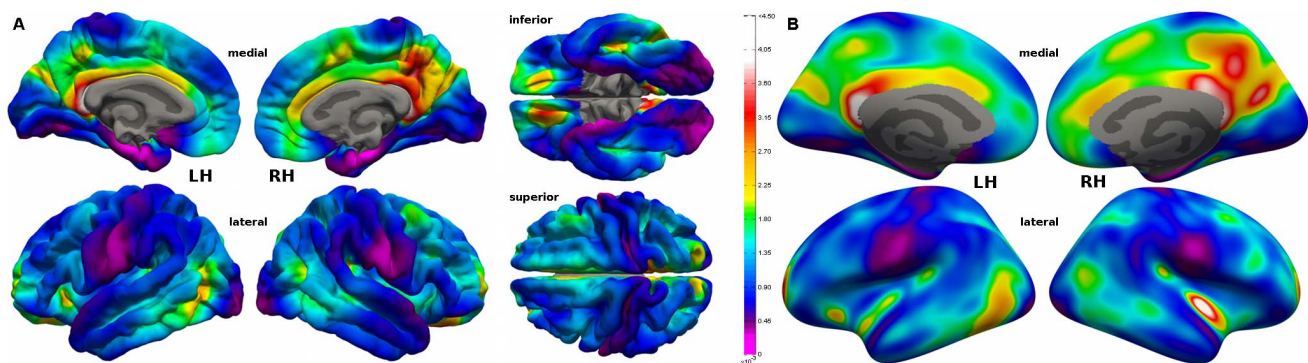 A
medial
LH
RH
lateral
inferior
superior
<4.50
4.05
3.60
3.15
2.70
2.25
1.80
1.35
0.90
0.45
0
B
medial
LH
RH
lateral